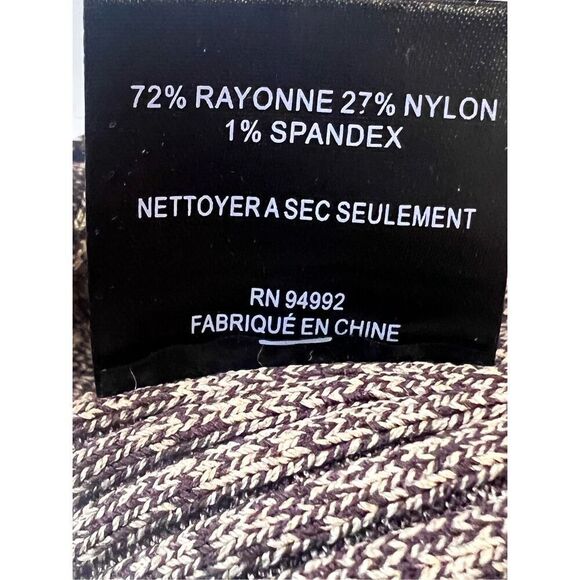 72% RAYONNE 27% NYLON
1% SPANDEX
NETTOYER A SEC SEULEMENT
RN 94992
FABRIQUÉ EN CHINE